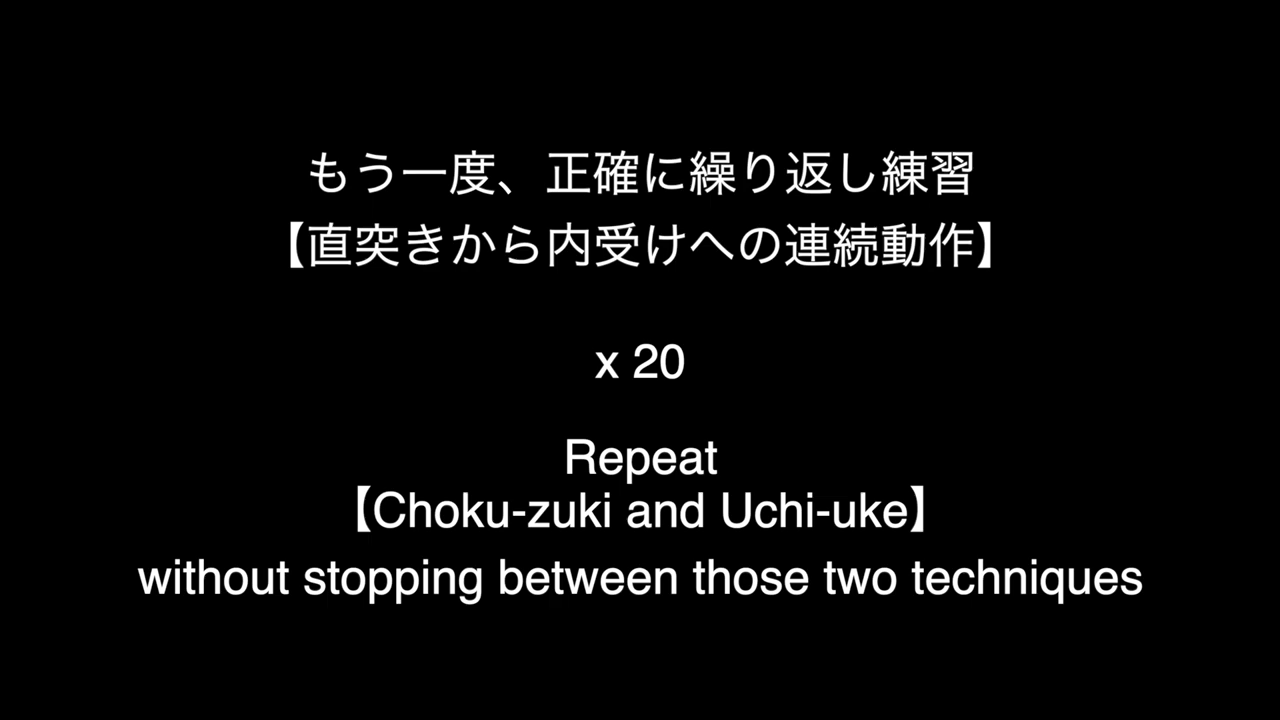 もう一度、正確に繰り返し練習
【直突きから内受けへの連続動作】
x 20
Repeat
【Choku-zuki and Uchi-uke】
without stopping between those two techniques